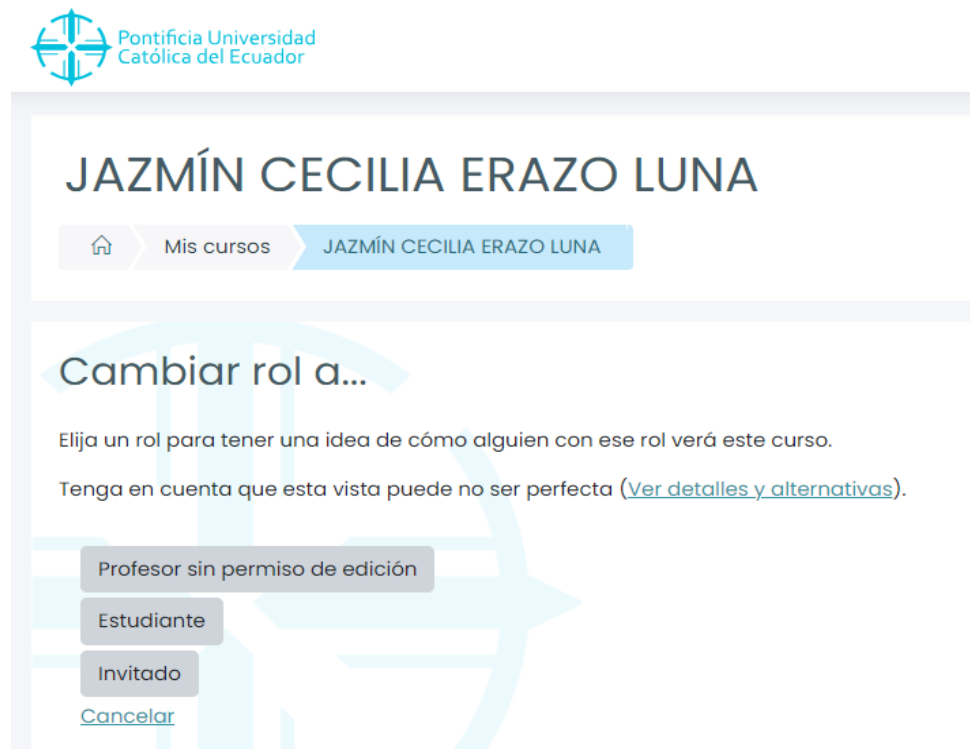 Pontificia Universidad
Católica del Ecuador
JAZMÍN CECILIA ERAZO LUNA
Mis cursos JAZMÍN CECILIA ERAZO LUNA
Cambiar rol a...
Elija un rol para tener una idea de cómo alguien con ese rol verá este curso.
Tenga en cuenta que esta vista puede no ser perfecta (Ver detalles y alternativas).
Profesor sin permiso de edición
Estudiante
Invitado
Cancelar